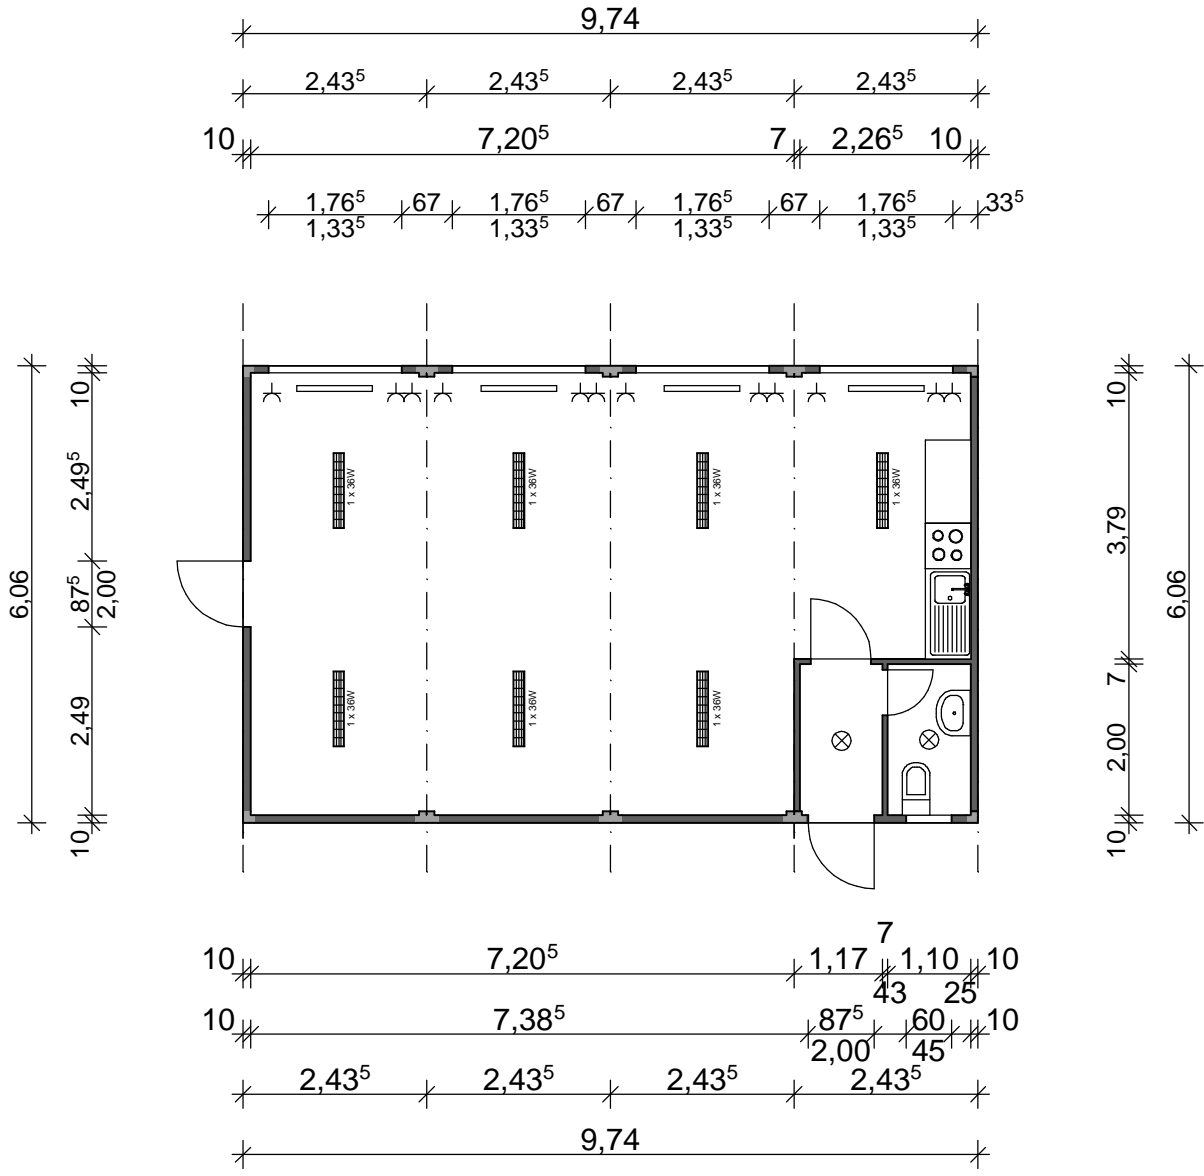 9,74
2,43⁵ 2,43⁵ 2,43⁵ 2,43⁵
10 7,20⁵ 7 2,26⁵ 10
1,76⁵ 67 1,76⁵ 67 1,76⁵ 67 1,76⁵ 33⁵
1,33⁵ 1,33⁵ 1,33⁵ 1,33⁵
6,06
10
2,49⁵
87⁵
2,00
2,49
10
1 x 36W
1 x 36W
1 x 36W
1 x 36W
1 x 36W
1 x 36W
1 x 36W
10
3,79
7
2,00
10
6,06
7
10 7,20⁵ 1,17 1,10 10
43 25
10 7,38⁵ 87⁵ 60 10
2,00 45
2,43⁵ 2,43⁵ 2,43⁵ 2,43⁵
9,74